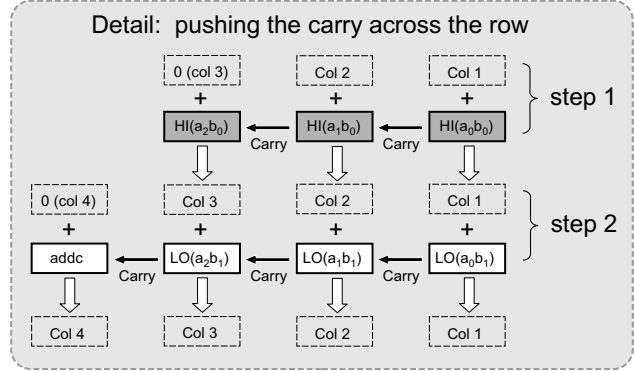 Detail: pushing the carry across the row
0 (col 3) Col 2 Col 1
+ + +
HI(a₂b₀) HI(a₁b₀) HI(a₀b₀)
Carry Carry
step 1
0 (col 4) Col 3 Col 2 Col 1
+ + + +
addc LO(a₂b₁) LO(a₁b₁) LO(a₀b₁)
Carry Carry Carry
step 2
Col 4 Col 3 Col 2 Col 1